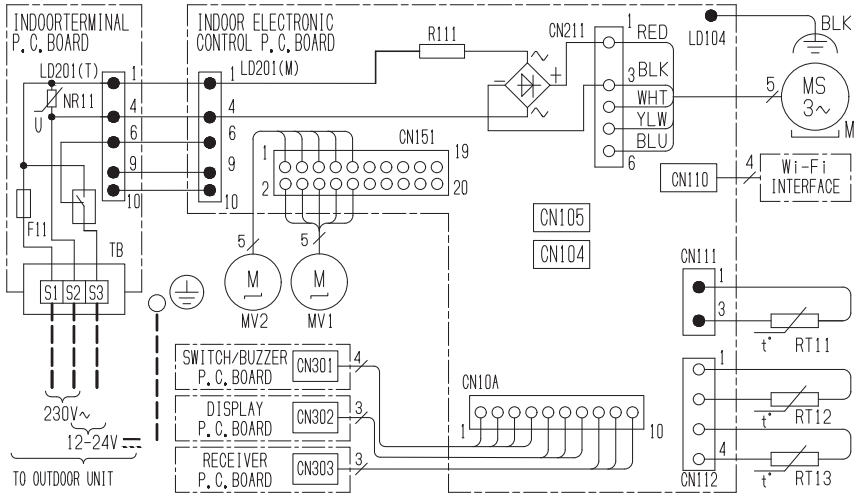 INDOORTERMINAL
P.C.BOARD
INDOOR ELECTRONIC
CONTROL P.C.BOARD
LD201(T)
LD201(M)
R111
CN211
LD104
BLK
1
RED
3
BLK
WHT
YLW
BLU
6
5
MS
3~
M
NR11
U
1
4
6
9
10
1
4
6
9
10
~
-
+
~
CN151
1
19
2
20
CN110
4
Wi-Fi
INTERFACE
F11
TB
S1
S2
S3
5
M
MV2
5
M
MV1
CN105
CN104
CN111
1
3
t°
RT11
SWITCH/BUZZER
P.C.BOARD
CN301
4
DISPLAY
P.C.BOARD
CN302
3
RECEIVER
P.C.BOARD
CN303
3
CN10A
1
10
1
4
CN112
t°
RT12
t°
RT13
230V~
12-24V
TO OUTDOOR UNIT